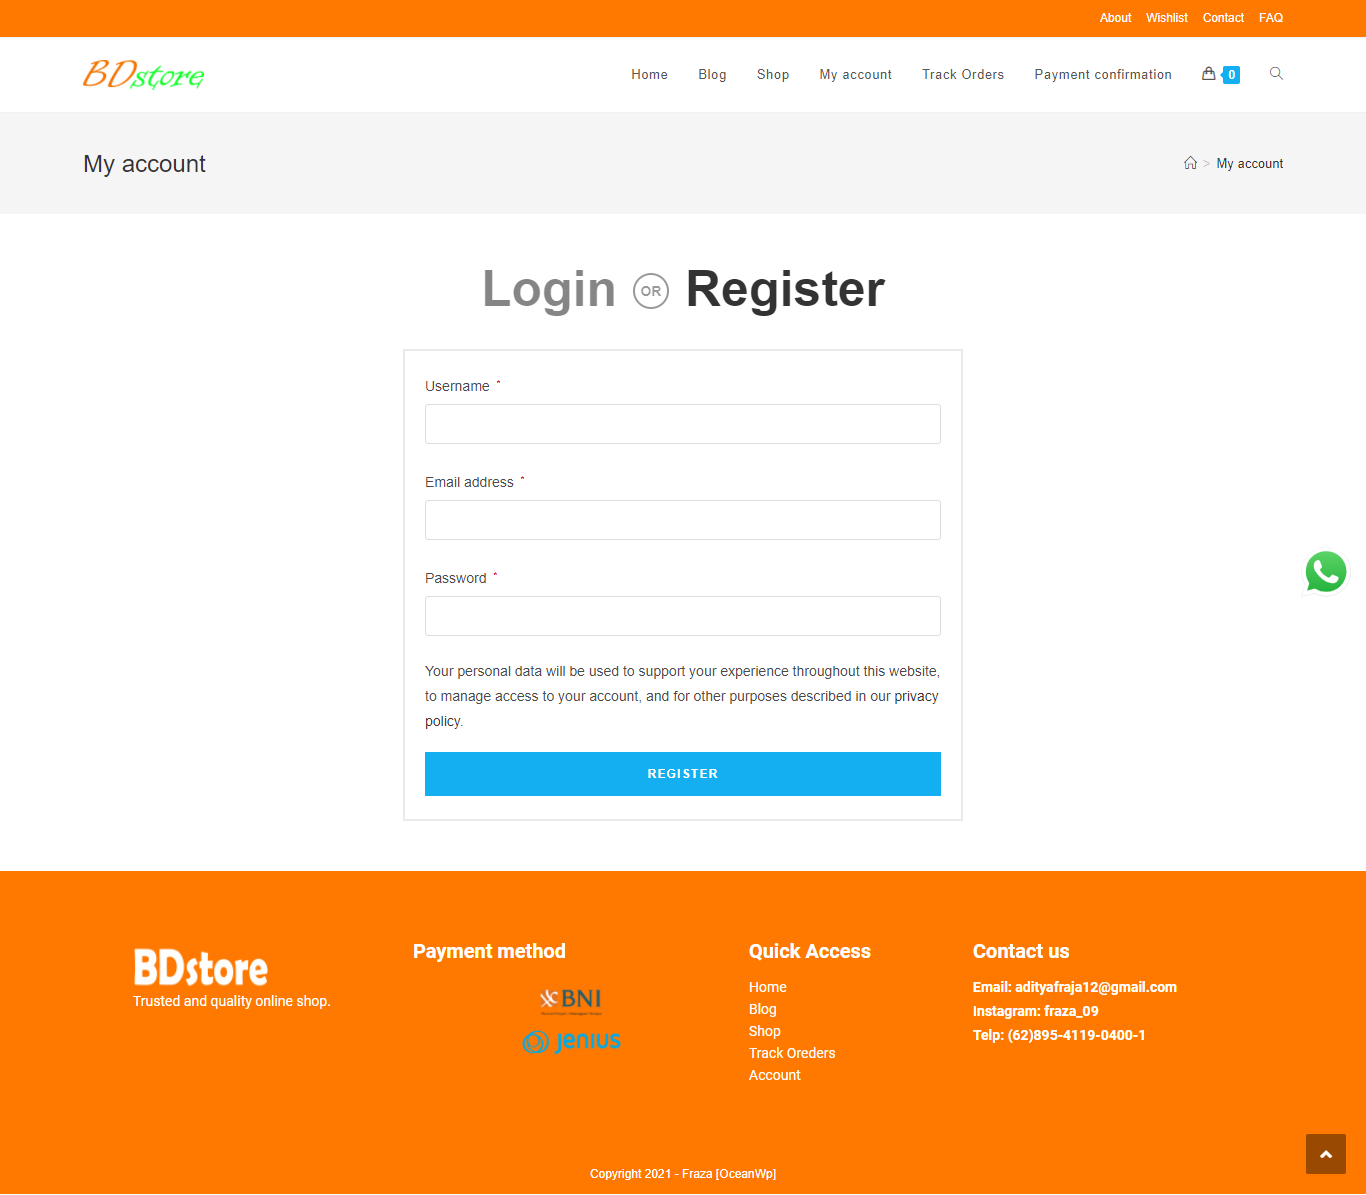 About Wishlist Contact FAQ
BDstore
Home Blog Shop My account Track Orders Payment confirmation 0
My account
> My account
Login OR Register
Username *
Email address *
Password *
Your personal data will be used to support your experience throughout this website,
to manage access to your account, and for other purposes described in our privacy
policy.
REGISTER
BDstore
Trusted and quality online shop.
Payment method
BNI
jenius
Quick Access
Home
Blog
Shop
Track Oreders
Account
Contact us
Email: adityafraja12@gmail.com
Instagram: fraza_09
Telp: (62)895-4119-0400-1
Copyright 2021 - Fraza [OceanWp]